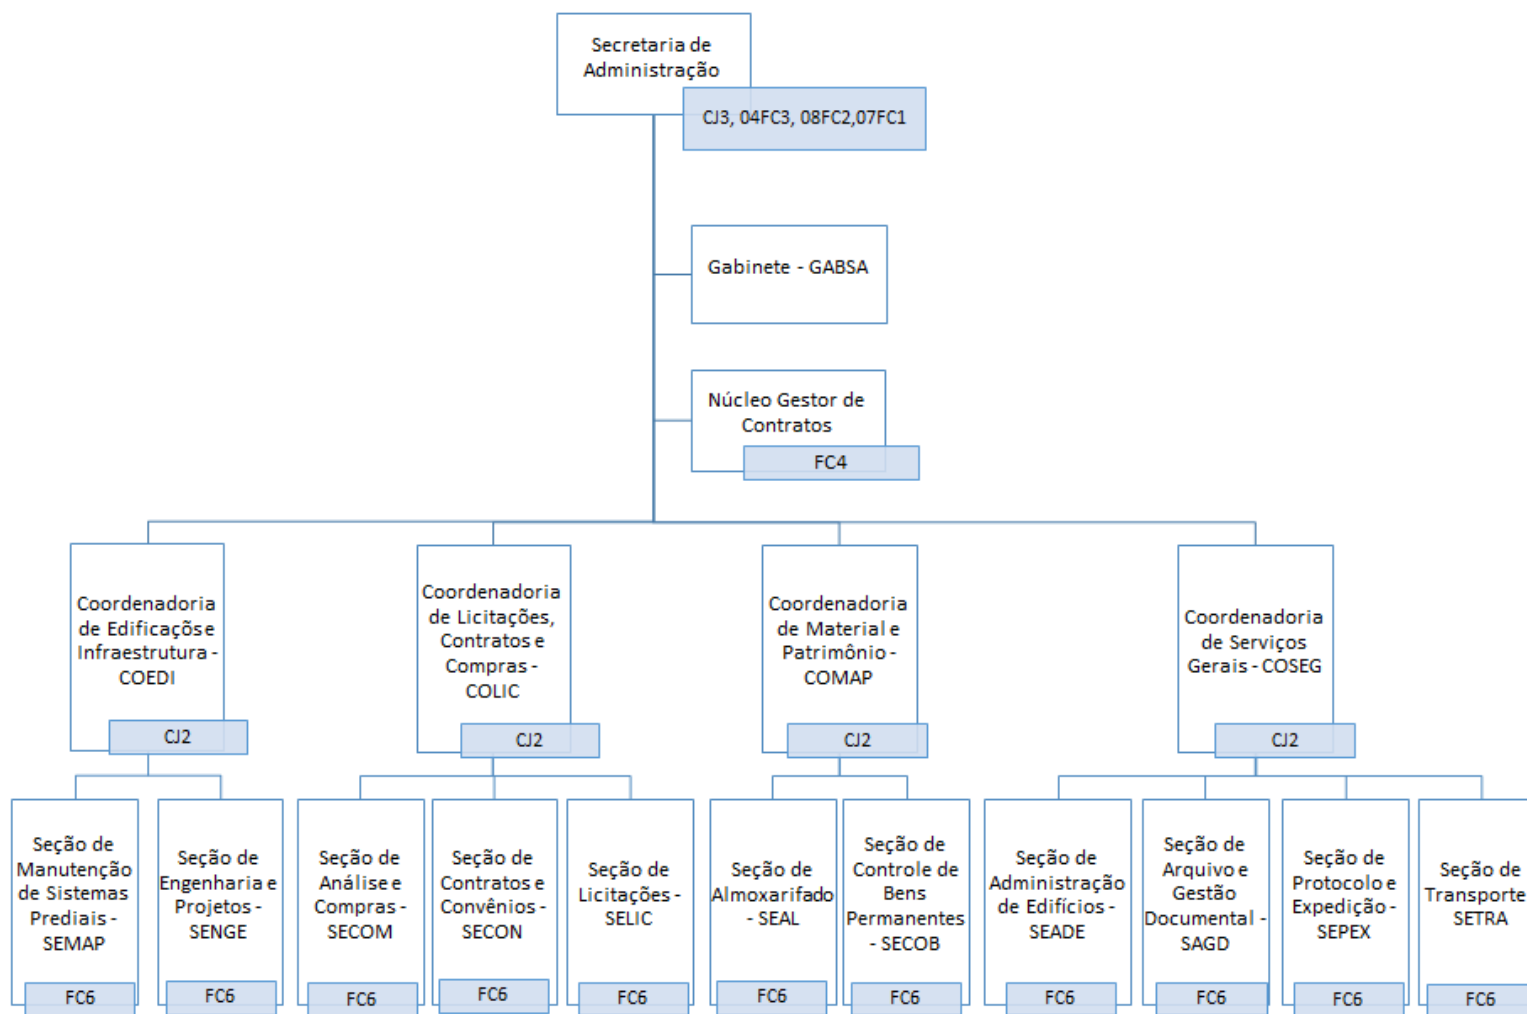 Secretaria de
Administração
CJ3, 04FC3, 08FC2,07FC1
Gabinete - GABSA
Núcleo Gestor de
Contratos
FC4
Coordenadoria
de Edificaçõs e
Infraestrutura -
COEDI
CJ2
Coordenadoria
de Licitações,
Contratos e
Compras -
COLIC
CJ2
Coordenadoria
de Material e
Patrimônio -
COMAP
CJ2
Coordenadoria
de Serviços
Gerais - COSEG
CJ2
Seção de
Manutenção
de Sistemas
Prediais -
SEMAP
FC6
Seção de
Engenharia e
Projetos -
SENGE
FC6
Seção de
Análise e
Compras -
SECOM
FC6
Seção de
Contratos e
Convênios -
SECON
FC6
Seção de
Licitações -
SELIC
FC6
Seção de
Almoxarifado
- SEAL
FC6
Seção de
Controle de
Bens
Permanentes
- SECOB
FC6
Seção de
Administração
de Edifícios -
SEADE
FC6
Seção de
Arquivo e
Gestão
Documental -
SAGD
FC6
Seção de
Protocolo e
Expedição -
SEPEX
FC6
Seção de
Transporte
SETRA
FC6